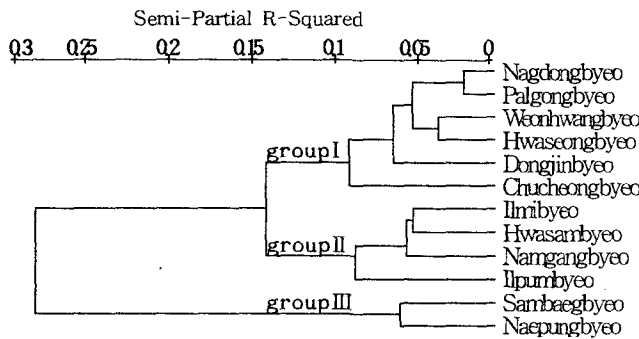 Semi-Partial R-Squared
0.3 0.25 0.2 0.15 0.1 0.05 0
Nagdongbyeo
Palgongbyeo
Weonhwangbyeo
Hwaseongbyeo
groupI
Dongjinbyeo
Chucheongbyeo
Ilmibyeo
Hwasambyeo
groupII
Namgangbyeo
Ilpumbyeo
groupIII
Sambaegbyeo
Naepungbyeo